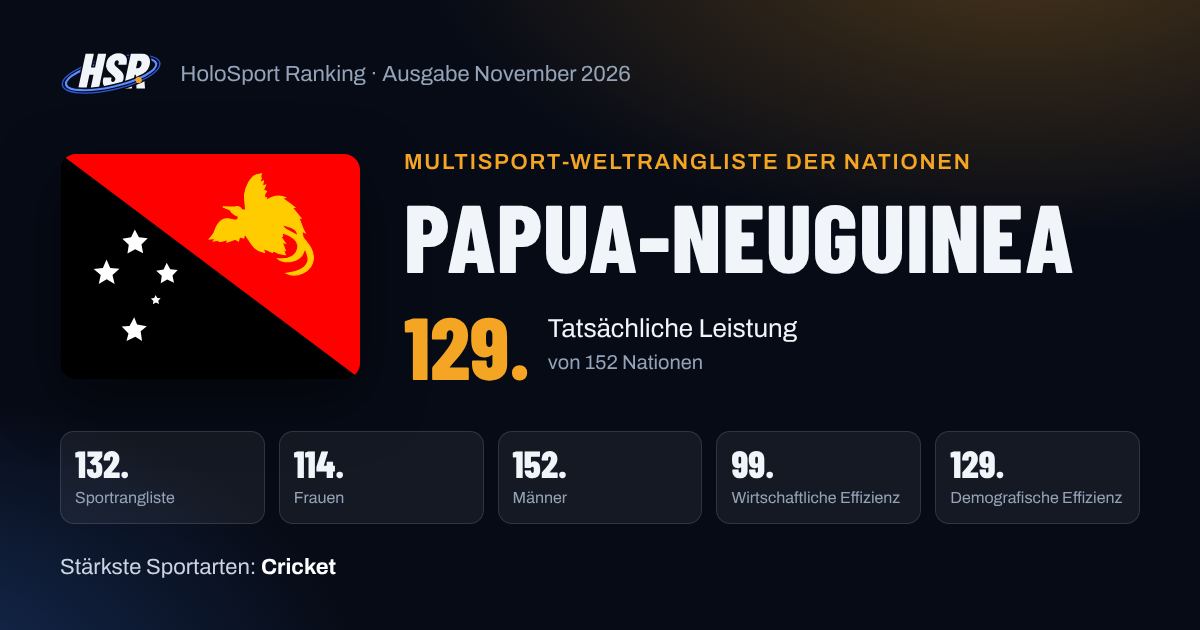 HSR
HoloSport Ranking · Ausgabe November 2026
MULTISPORT-WELTRANGLISTE DER NATIONEN
PAPUA-NEUGUINEA
129.
Tatsächliche Leistung
von 152 Nationen
132.
Sportrangliste
114.
Frauen
152.
Männer
99.
Wirtschaftliche Effizienz
129.
Demografische Effizienz
Stärkste Sportarten: Cricket